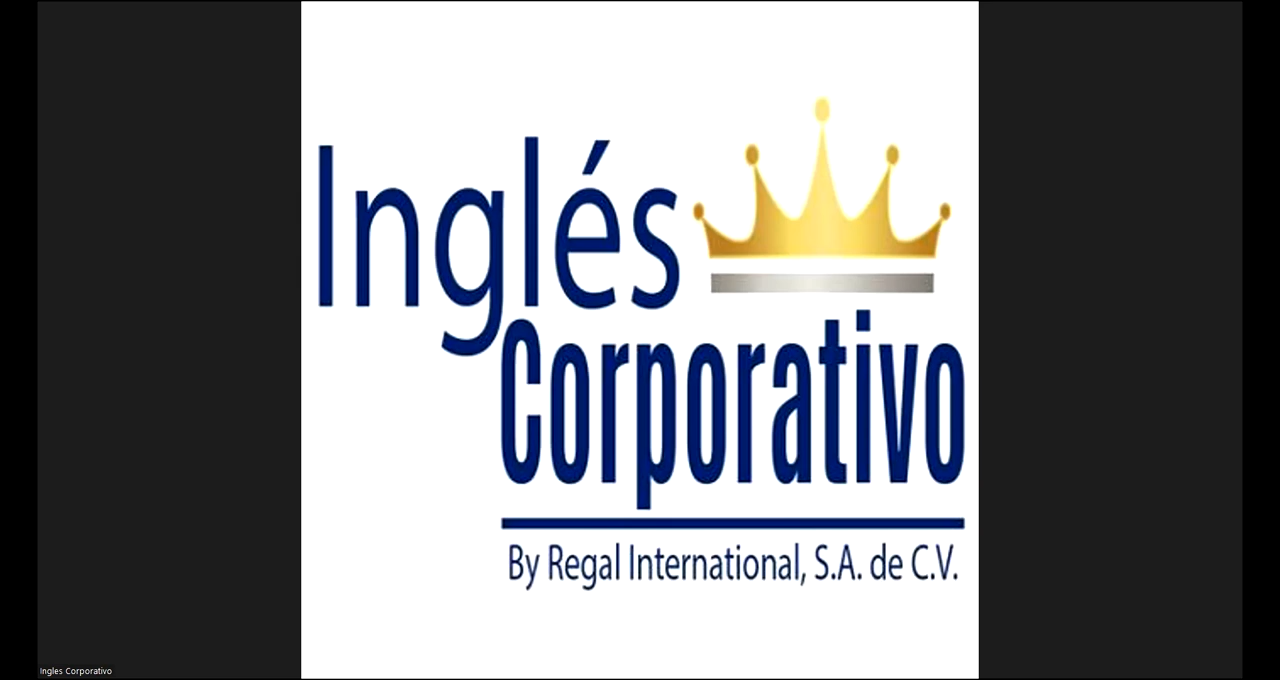 Inglés
Corporativo
By Regal International, S.A. de C.V.
Ingles Corporativo